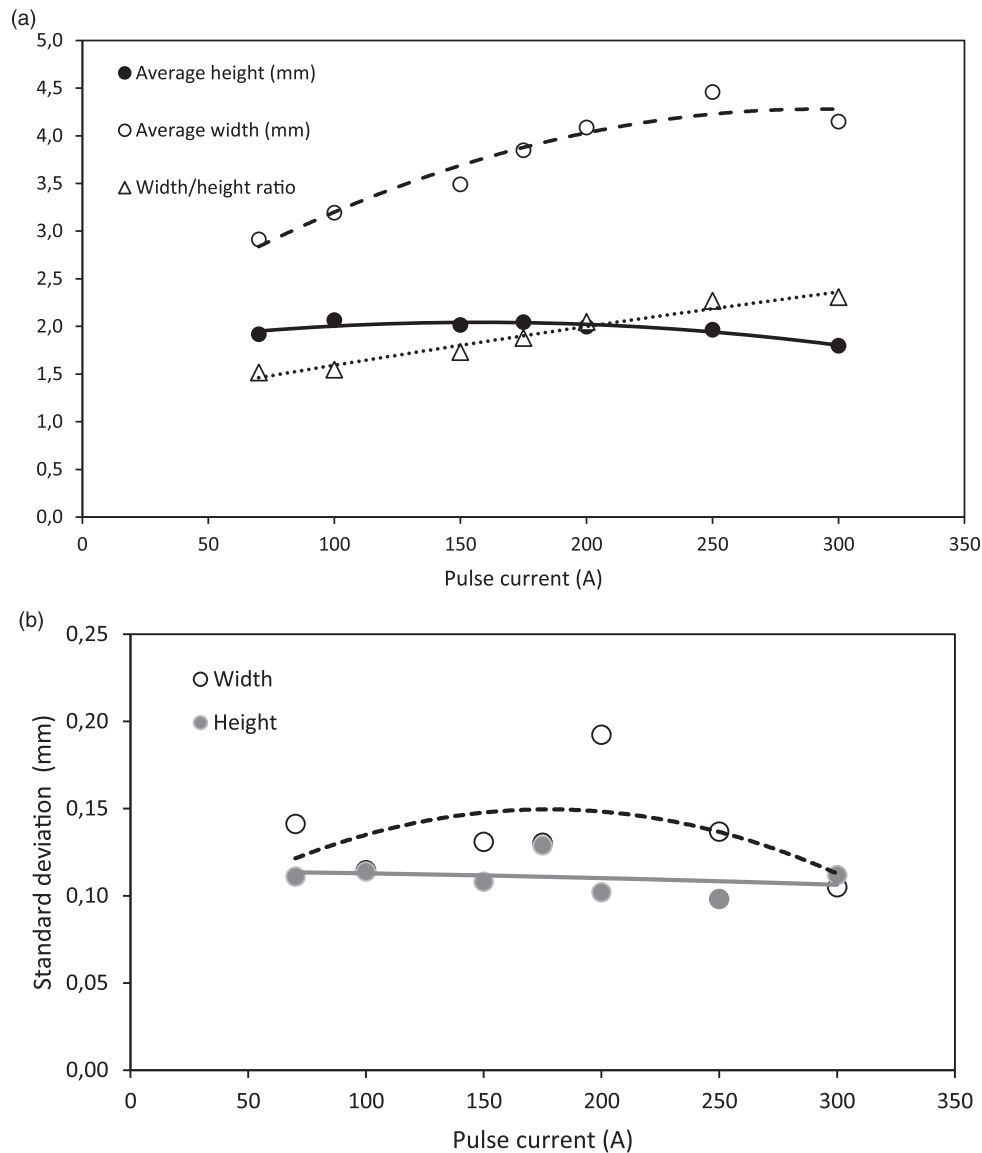 (a)
5,0
4,5
4,0
3,5
3,0
2,5
2,0
1,5
1,0
0,5
0,0
Average height (mm)
Average width (mm)
Width/height ratio
0 50 100 150 200 250 300 350
Pulse current (A)
(b)
0,25
0,20
0,15
0,10
0,05
0,00
Standard deviation (mm)
Width
Height
0 50 100 150 200 250 300 350
Pulse current (A)